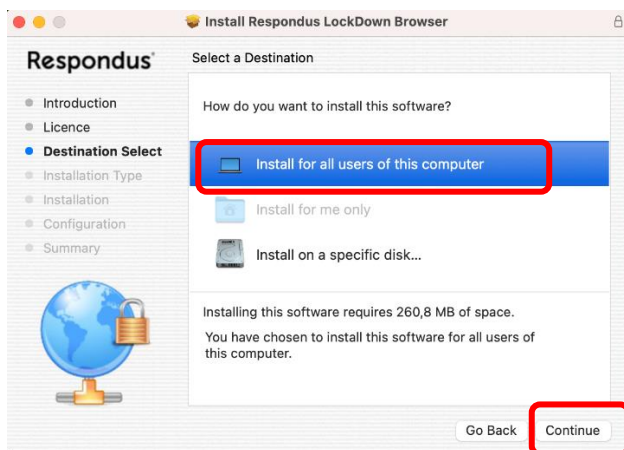 Install Respondus LockDown Browser
Respondus
Select a Destination
Introduction
Licence
Destination Select
Installation Type
Installation
Configuration
Summary
How do you want to install this software?
Install for all users of this computer
Install for me only
Install on a specific disk...
Installing this software requires 260,8 MB of space.
You have chosen to install this software for all users of
this computer.
Go Back
Continue